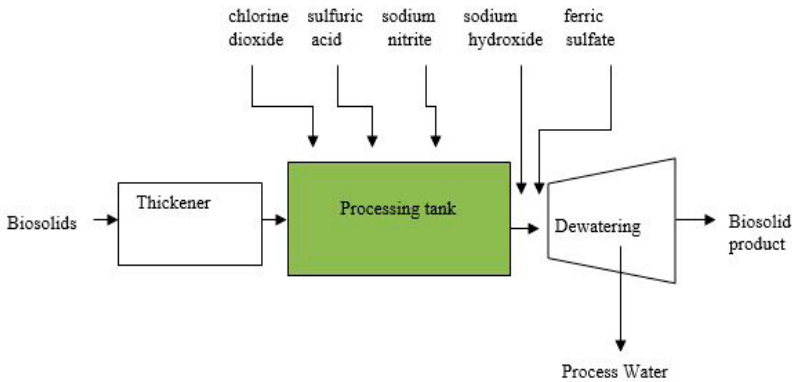 chlorine sulfuric sodium sodium ferric
dioxide acid nitrite hydroxide sulfate
Thickener
Processing tank
Biosolids
Dewatering
Biosolid
product
Process Water